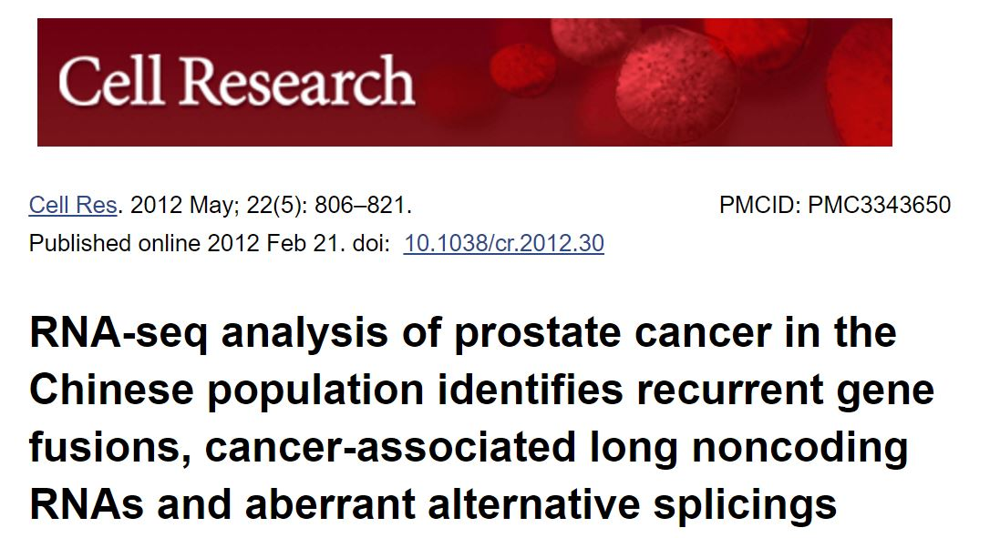 Cell Research
Cell Res. 2012 May; 22(5): 806–821. PMCID: PMC3343650
Published online 2012 Feb 21. doi: 10.1038/cr.2012.30
RNA-seq analysis of prostate cancer in the
Chinese population identifies recurrent gene
fusions, cancer-associated long noncoding
RNAs and aberrant alternative splicings